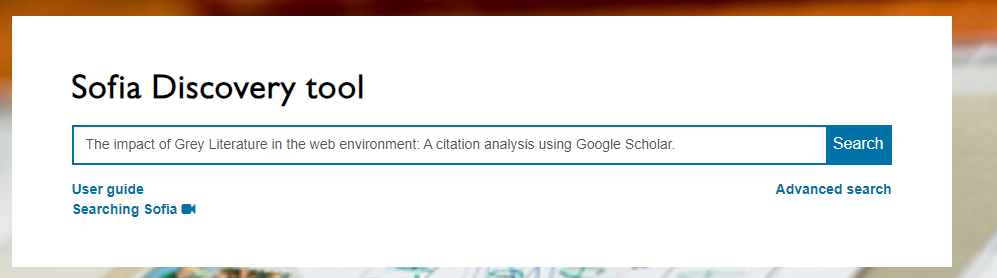 Sofia Discovery tool
The impact of Grey Literature in the web environment: A citation analysis using Google Scholar.
Search
User guide
Advanced search
Searching Sofia